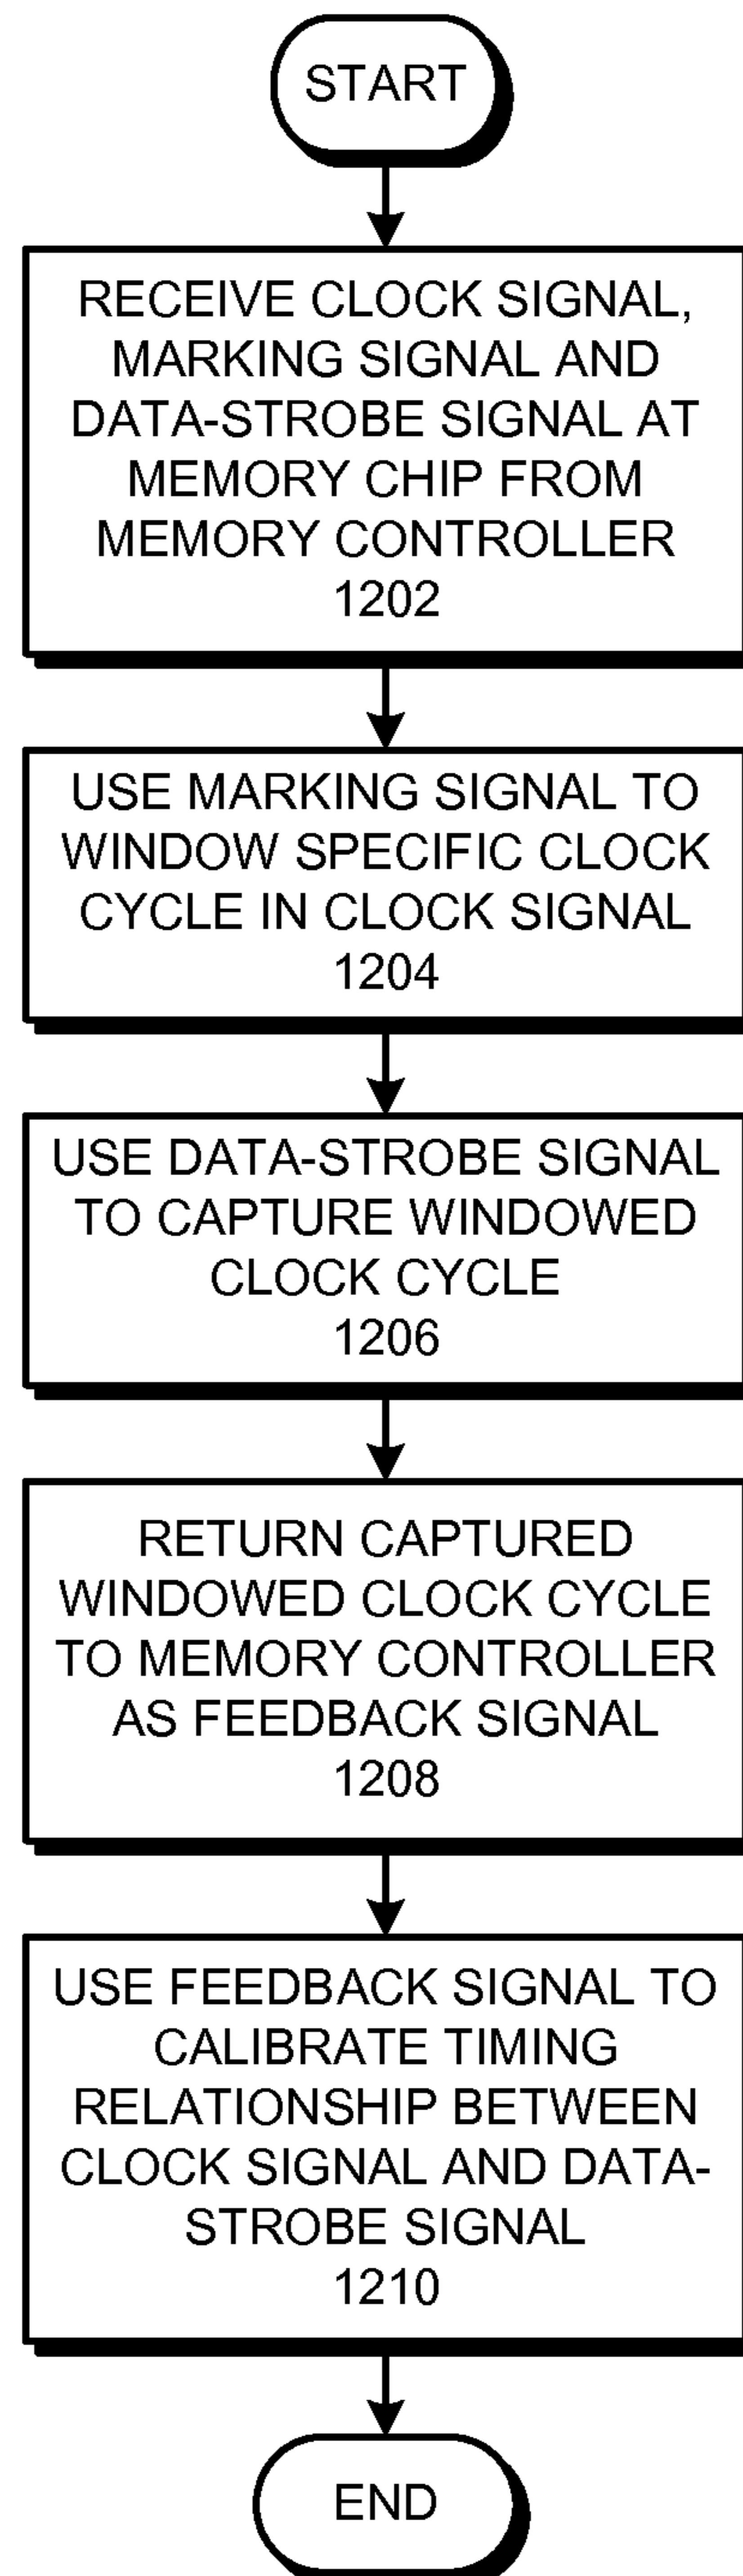 START
RECEIVE CLOCK SIGNAL,
MARKING SIGNAL AND
DATA-STROBE SIGNAL AT
MEMORY CHIP FROM
MEMORY CONTROLLER
1202
USE MARKING SIGNAL TO
WINDOW SPECIFIC CLOCK
CYCLE IN CLOCK SIGNAL
1204
USE DATA-STROBE SIGNAL
TO CAPTURE WINDOWED
CLOCK CYCLE
1206
RETURN CAPTURED
WINDOWED CLOCK CYCLE
TO MEMORY CONTROLLER
AS FEEDBACK SIGNAL
1208
USE FEEDBACK SIGNAL TO
CALIBRATE TIMING
RELATIONSHIP BETWEEN
CLOCK SIGNAL AND DATA-
STROBE SIGNAL
1210
END